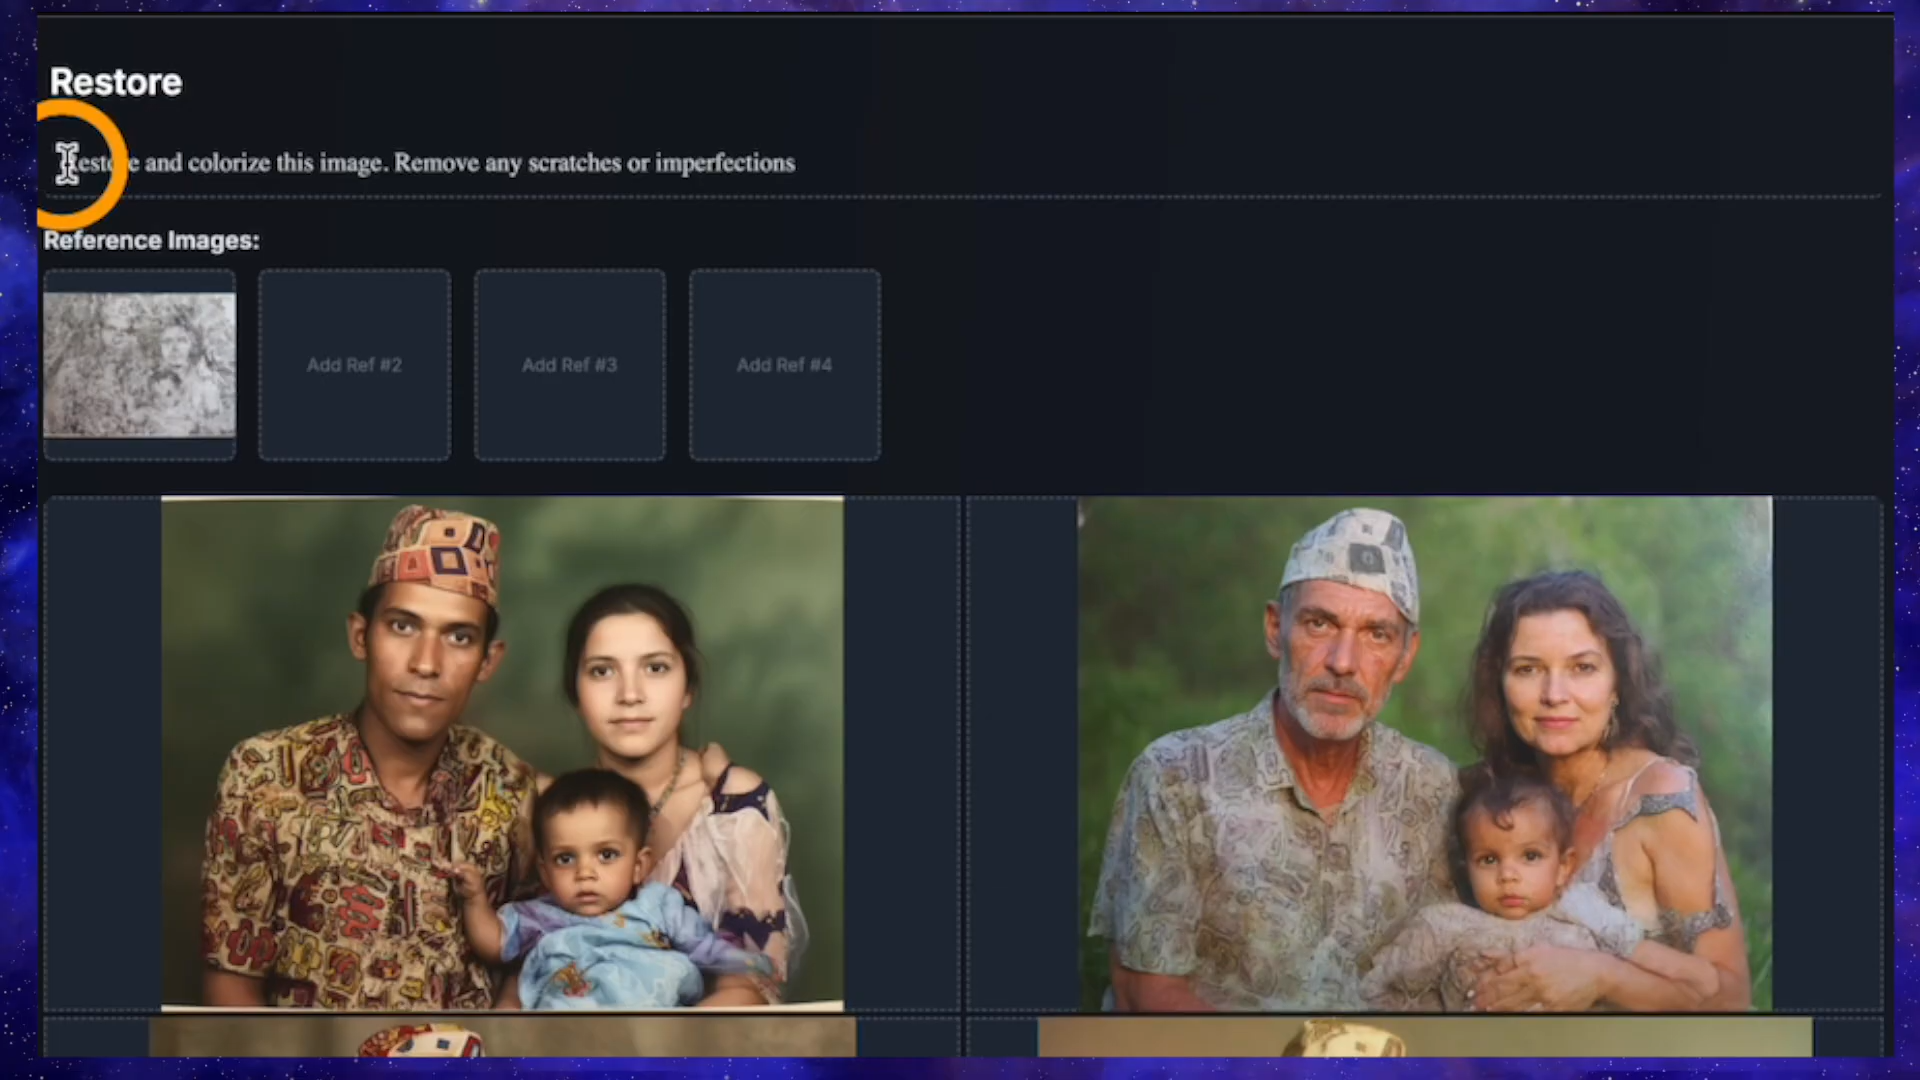 Restore
Restore and colorize this image. Remove any scratches or imperfections
Reference Images:
Add Ref #2
Add Ref #3
Add Ref #4